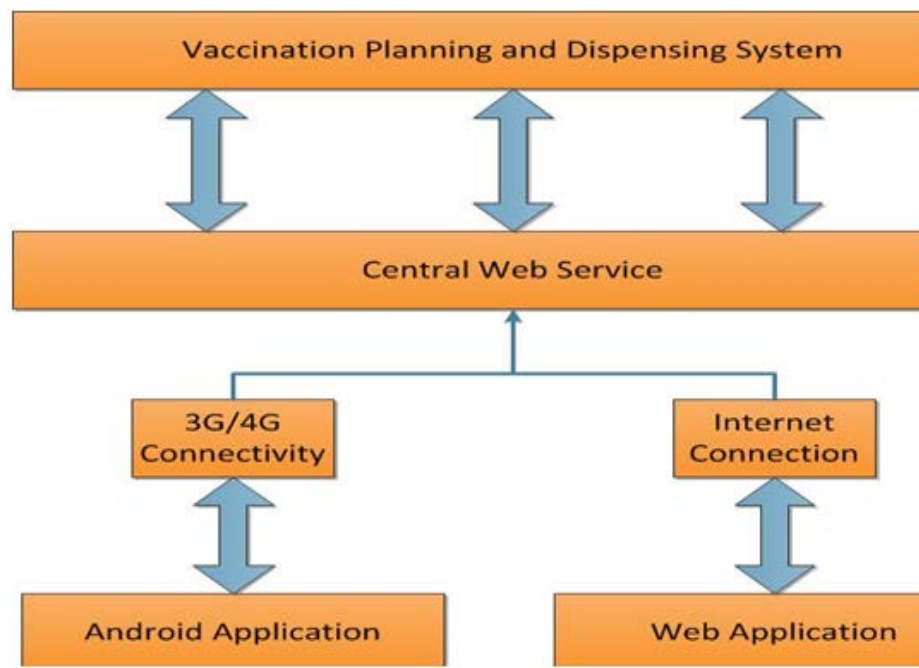 Vaccination Planning and Dispensing System
Central Web Service
3G/4G
Connectivity
Internet
Connection
Android Application
Web Application